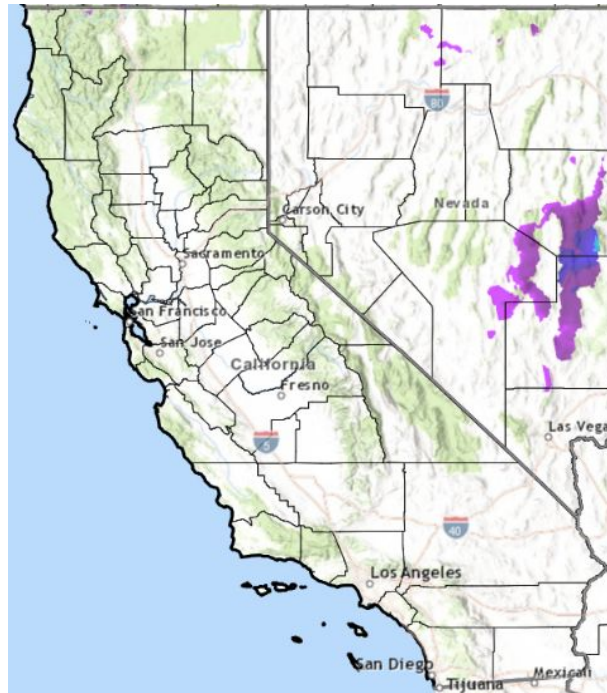 80
Nevada
Carson City
Sacramento
San Francisco
San Jose
California
Fresno
5
Las Vega
40
Los Angeles
San Diego
Tijuana
Mexicali